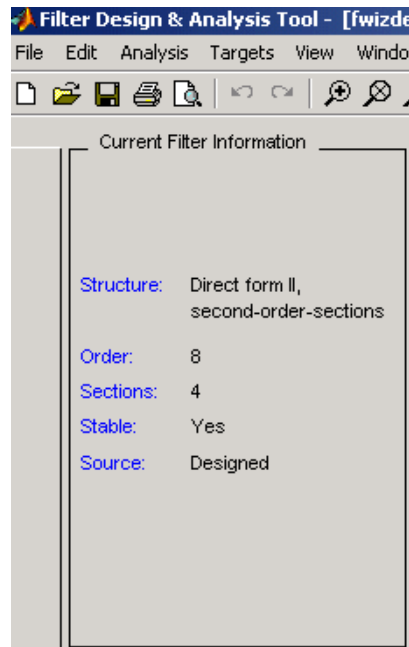 Filter Design & Analysis Tool - [fwizde
File Edit Analysis Targets View Windo
Current Filter Information
Structure: Direct form II,
second-order-sections
Order: 8
Sections: 4
Stable: Yes
Source: Designed